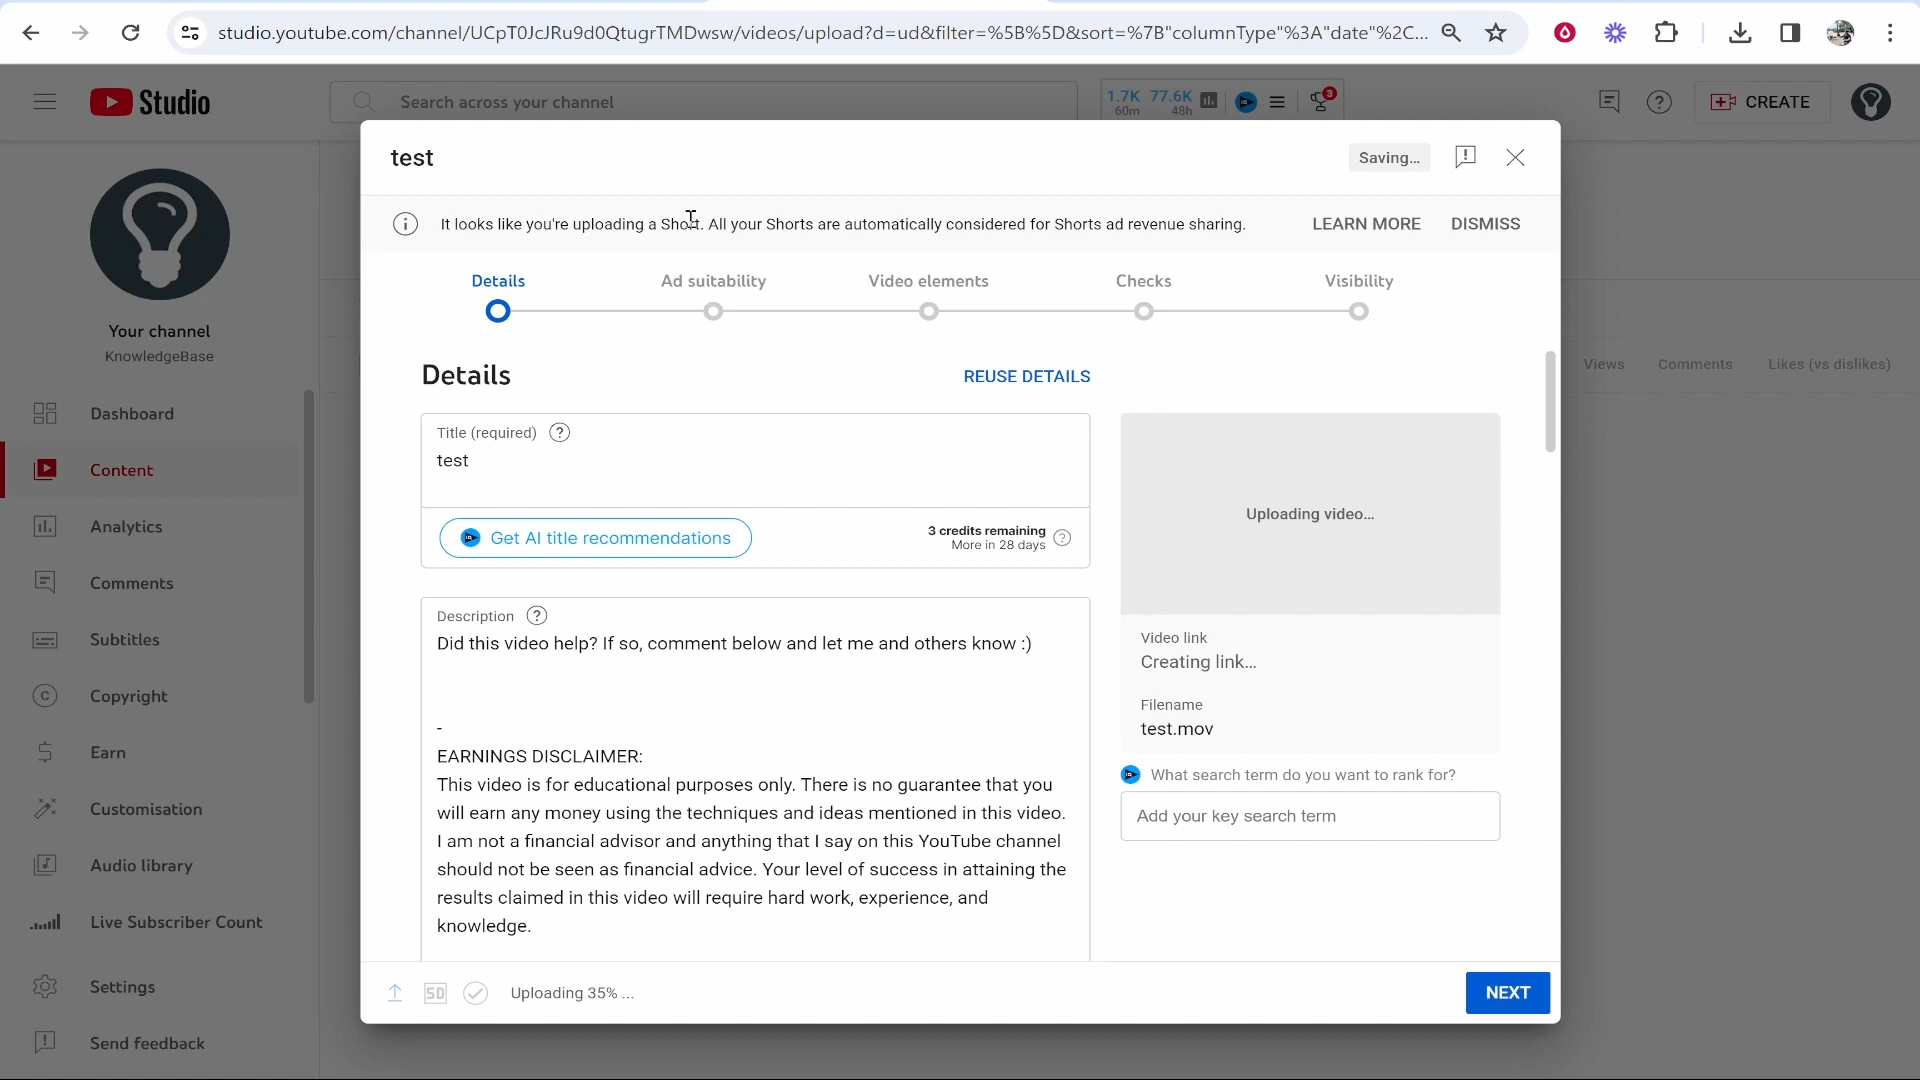 studio.youtube.com/channel/UCpT0JcJRu9d0QtugrTMDwsw/videos/upload?d=ud&filter=%5B%5D&sort=%7B"columnType"%3A"date"%2C...
Studio
Search across your channel
1.7K 77.6K
60m 48h
3
CREATE
test
Saving...
It looks like you're uploading a Short. All your Shorts are automatically considered for Shorts ad revenue sharing.
LEARN MORE
DISMISS
Details
Ad suitability
Video elements
Checks
Visibility
Your channel
KnowledgeBase
Dashboard
Content
Analytics
Comments
Subtitles
Copyright
Earn
Customisation
Audio library
Live Subscriber Count
Settings
Send feedback
Views
Comments
Likes (vs dislikes)
Details
REUSE DETAILS
Title (required)
test
Get AI title recommendations
3 credits remaining
More in 28 days
Description
Did this video help? If so, comment below and let me and others know :)
-
EARNINGS DISCLAIMER:
This video is for educational purposes only. There is no guarantee that you
will earn any money using the techniques and ideas mentioned in this video.
I am not a financial advisor and anything that I say on this YouTube channel
should not be seen as financial advice. Your level of success in attaining the
results claimed in this video will require hard work, experience, and
knowledge.
Uploading video...
Video link
Creating link...
Filename
test.mov
What search term do you want to rank for?
Add your key search term
SD
Uploading 35% ...
NEXT